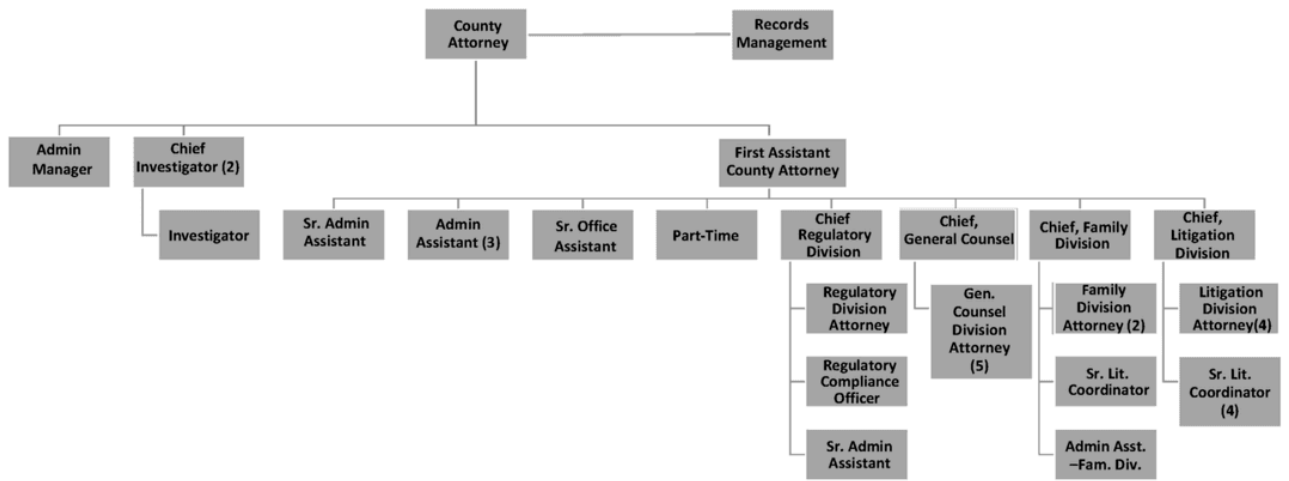 County
Attorney
Records
Management
Admin
Manager
Chief
Investigator (2)
First Assistant
County Attorney
Investigator
Sr. Admin
Assistant
Admin
Assistant (3)
Sr. Office
Assistant
Part-Time
Chief
Regulatory
Division
Chief,
General Counsel
Chief, Family
Division
Chief,
Litigation
Division
Regulatory
Division
Attorney
Regulatory
Compliance
Officer
Sr. Admin
Assistant
Gen.
Counsel
Division
Attorney
(5)
Family
Division
Attorney (2)
Sr. Lit.
Coordinator
Admin Asst.
–Fam. Div.
Litigation
Division
Attorney(4)
Sr. Lit.
Coordinator
(4)